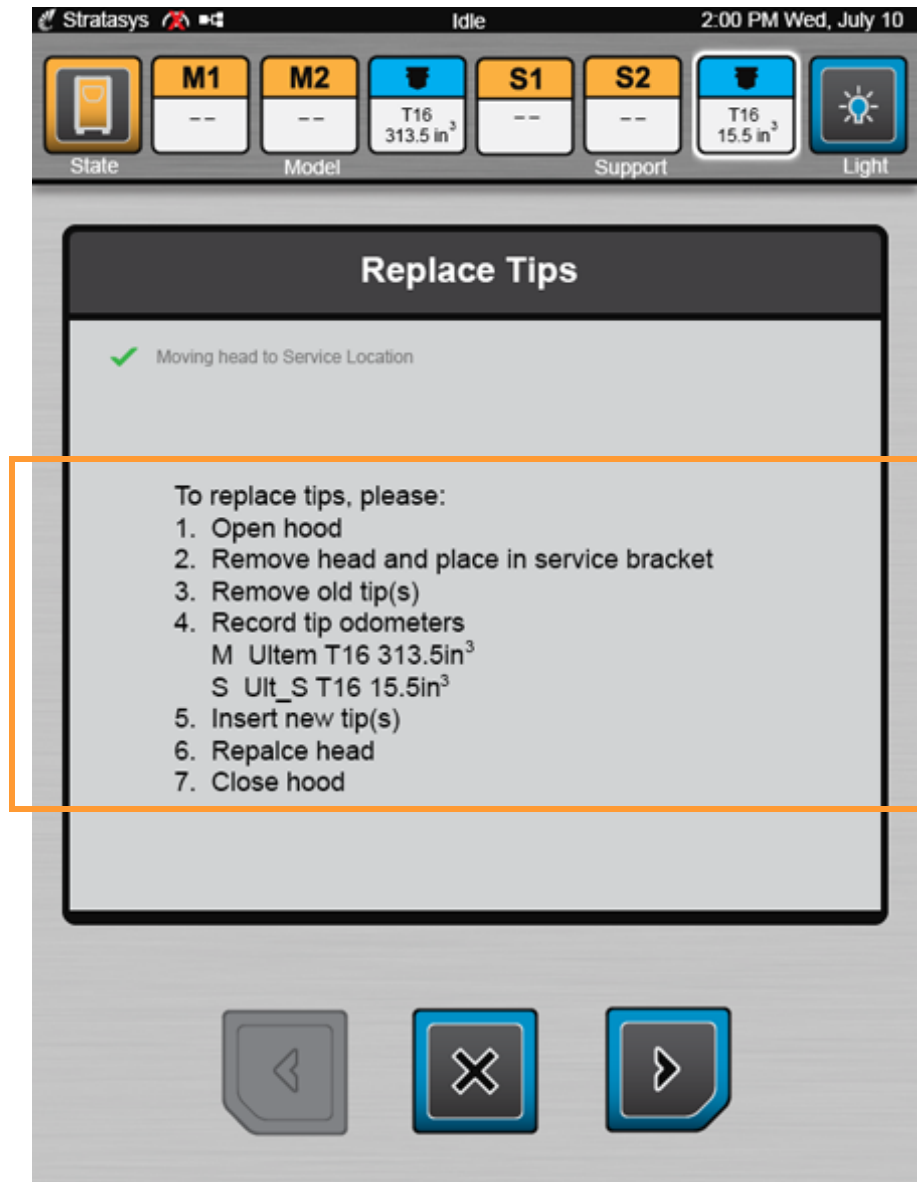 Stratasys Idle 2:00 PM Wed, July 10
M1 M2 S1 S2
-- -- T16 -- -- T16
313.5 in³ 15.5 in³
State Model Support Light
Replace Tips
Moving head to Service Location
To replace tips, please:
1. Open hood
2. Remove head and place in service bracket
3. Remove old tip(s)
4. Record tip odometers
M Ultem T16 313.5in³
S Ult_S T16 15.5in³
5. Insert new tip(s)
6. Repalce head
7. Close hood